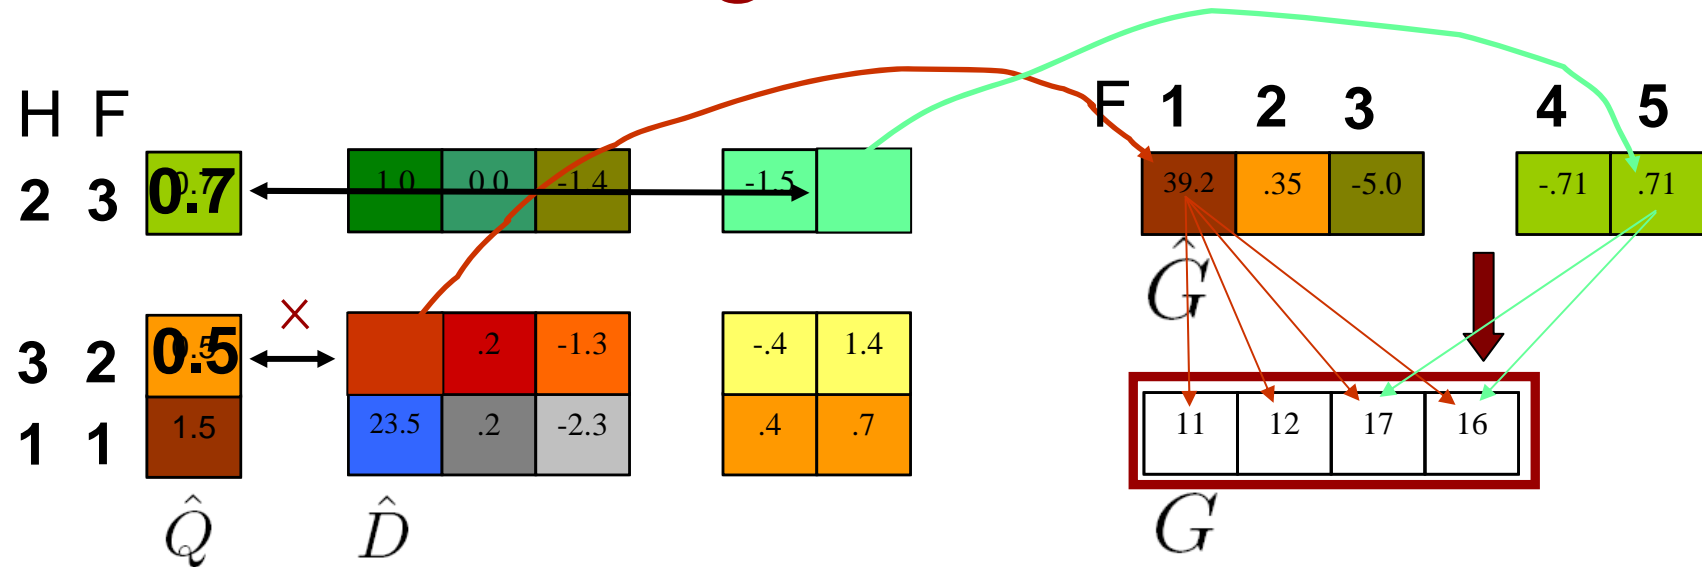 H F F 1 2 3 4 5
2 3 0.7 1.0 0.0 -1.4 -1.5 39.2 .35 -5.0 -.71 .71
Ĝ
3 2 0.5 × .2 -1.3 -.4 1.4
1 1 1.5 23.5 .2 -2.3 .4 .7 11 12 17 16
Q̂ D̂ G